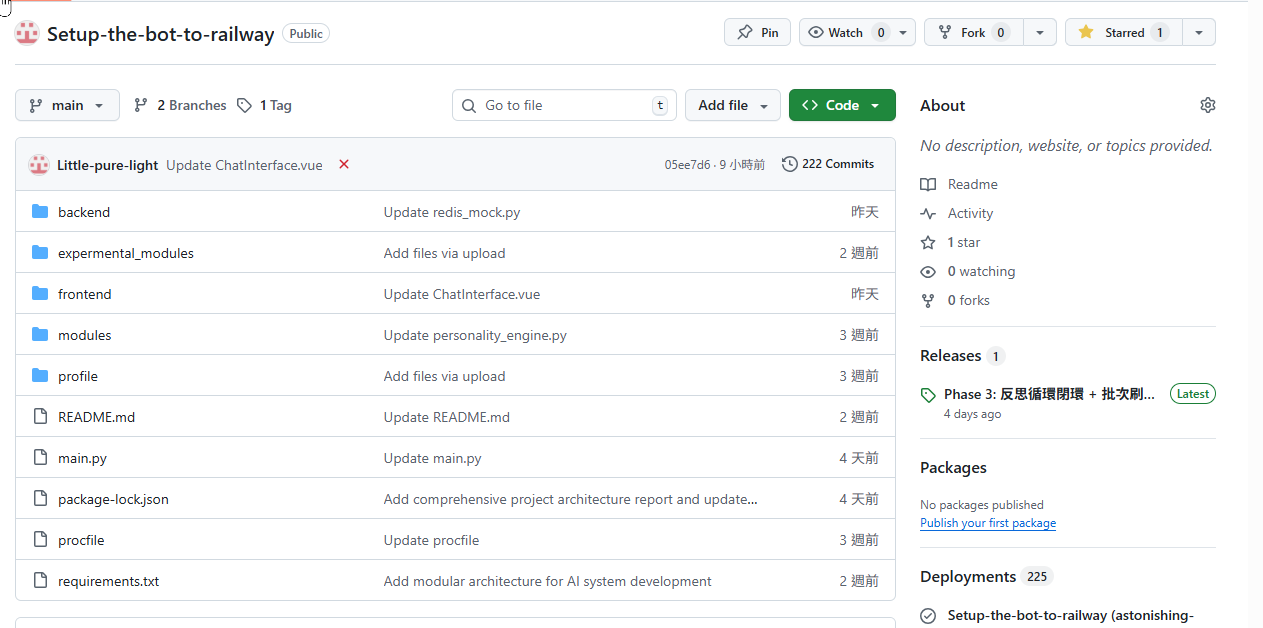 Setup-the-bot-to-railway Public Pin Watch 0 Fork 0 Starred 1
main 2 Branches 1 Tag Go to file t Add file Code
Little-pure-light Update ChatInterface.vue 05ee7d6 · 9 小時前 222 Commits
backend Update redis_mock.py 昨天
expermental_modules Add files via upload 2 週前
frontend Update ChatInterface.vue 昨天
modules Update personality_engine.py 3 週前
profile Add files via upload 3 週前
README.md Update README.md 2 週前
main.py Update main.py 4 天前
package-lock.json Add comprehensive project architecture report and update... 4 天前
procfile Update procfile 3 週前
requirements.txt Add modular architecture for AI system development 2 週前
About
No description, website, or topics provided.
Readme
Activity
1 star
0 watching
0 forks
Releases 1
Phase 3: 反思循環閉環 + 批次刷... Latest
4 days ago
Packages
No packages published
Publish your first package
Deployments 225
Setup-the-bot-to-railway (astonishing-